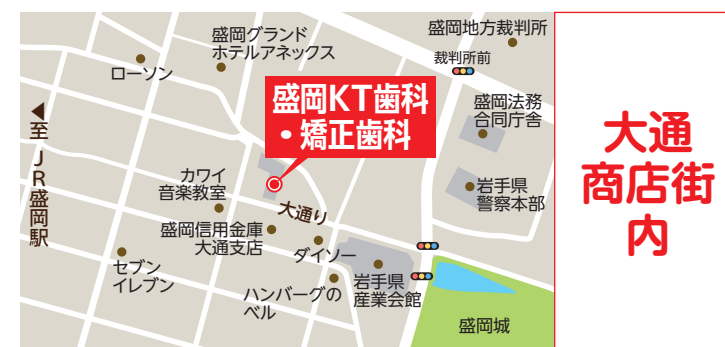 盛岡グランド
ホテルアネックス
盛岡地方裁判所
裁判所前
ローソン
盛岡KT歯科
・矯正歯科
盛岡法務
合同庁舎
◀至 JR盛岡駅
カワイ
音楽教室
岩手県
警察本部
大通り
盛岡信用金庫
大通支店
ダイソー
セブン
イレブン
ハンバーグの
ベル
岩手県
産業会館
盛岡城
大通
商店街
内